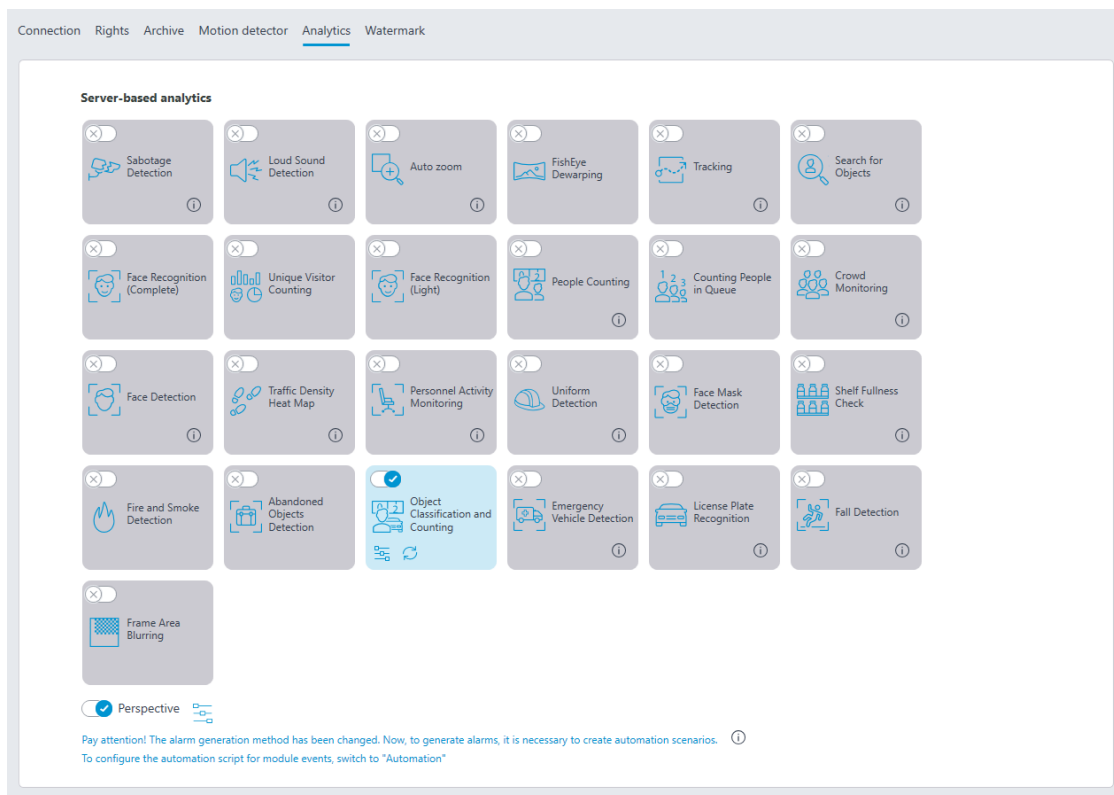 Connection Rights Archive Motion detector Analytics Watermark
Server-based analytics
Sabotage
Detection
Loud Sound
Detection
Auto zoom
FishEye
Dewarping
Tracking
Search for
Objects
Face Recognition
(Complete)
Unique Visitor
Counting
Face Recognition
(Light)
People Counting
Counting People
in Queue
Crowd
Monitoring
Face Detection
Traffic Density
Heat Map
Personnel Activity
Monitoring
Uniform
Detection
Face Mask
Detection
Shelf Fullness
Check
Fire and Smoke
Detection
Abandoned
Objects
Detection
Object
Classification and
Counting
Emergency
Vehicle Detection
License Plate
Recognition
Fall Detection
Frame Area
Blurring
Perspective
Pay attention! The alarm generation method has been changed. Now, to generate alarms, it is necessary to create automation scenarios.
To configure the automation script for module events, switch to "Automation"